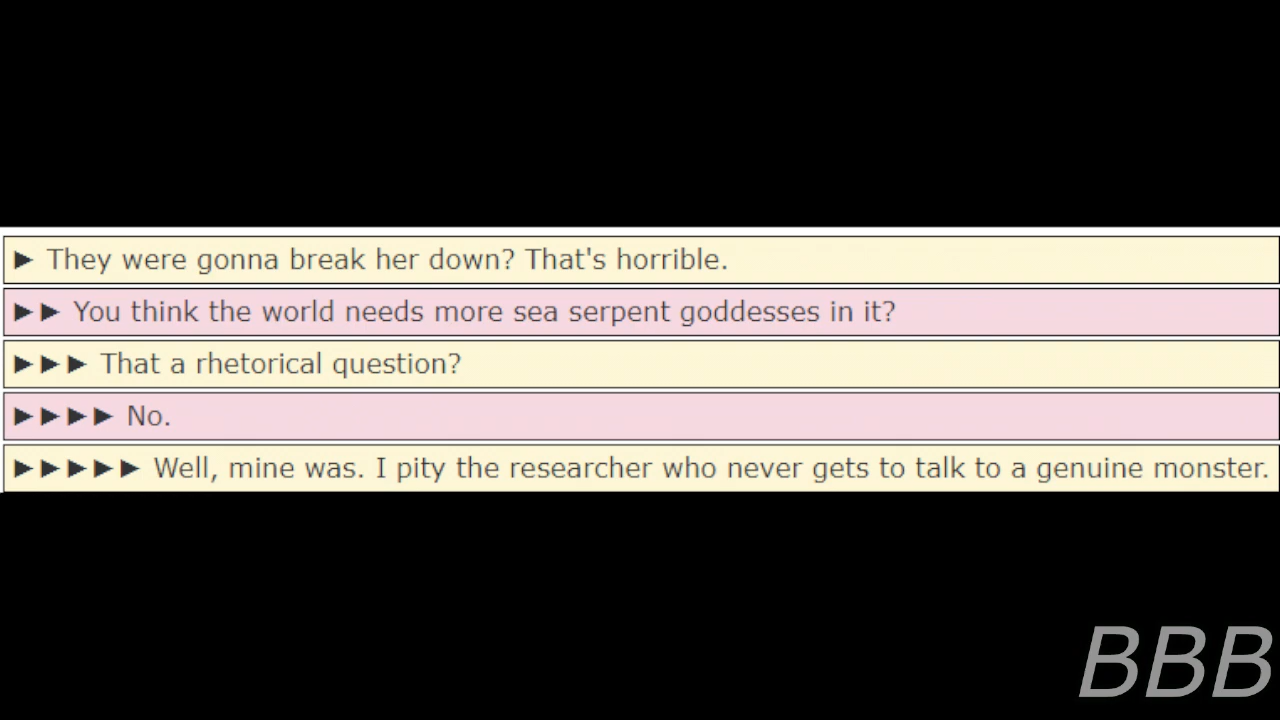 ► They were gonna break her down? That's horrible.
►► You think the world needs more sea serpent goddesses in it?
►►► That a rhetorical question?
►►►► No.
►►►►► Well, mine was. I pity the researcher who never gets to talk to a genuine monster.
BBB